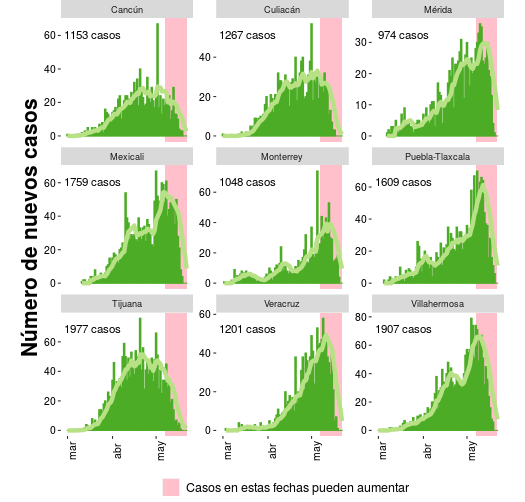 Número de nuevos casos
Cancún Culiacán Mérida
1153 casos 1267 casos 974 casos
60 40 20 0
40 20 0
30 20 10 0
Mexicali Monterrey Puebla-Tlaxcala
1759 casos 1048 casos 1609 casos
60 40 20 0
60 40 20 0
60 40 20 0
Tijuana Veracruz Villahermosa
1977 casos 1201 casos 1907 casos
60 40 20 0
60 40 20 0
80 60 40 20 0
mar abr may mar abr may mar abr may
Casos en estas fechas pueden aumentar